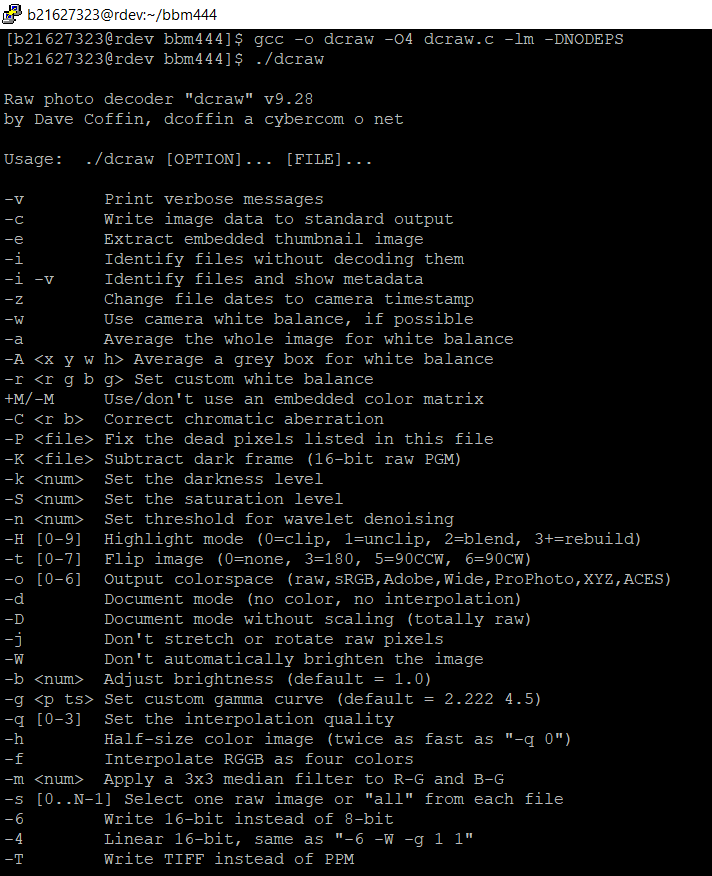 b21627323@rdev:~/bbm444
[b21627323@rdev bbm444]$ gcc -o dcraw -O4 dcraw.c -lm -DNODEPS
[b21627323@rdev bbm444]$ ./dcraw
Raw photo decoder "dcraw" v9.28
by Dave Coffin, dcoffin a cybercom o net
Usage:  ./dcraw [OPTION]... [FILE]...
-v        Print verbose messages
-c        Write image data to standard output
-e        Extract embedded thumbnail image
-i        Identify files without decoding them
-i -v     Identify files and show metadata
-z        Change file dates to camera timestamp
-w        Use camera white balance, if possible
-a        Average the whole image for white balance
-A <x y w h> Average a grey box for white balance
-r <r g b g> Set custom white balance
+M/-M     Use/don't use an embedded color matrix
-C <r b>  Correct chromatic aberration
-P <file> Fix the dead pixels listed in this file
-K <file> Subtract dark frame (16-bit raw PGM)
-k <num>  Set the darkness level
-S <num>  Set the saturation level
-n <num>  Set threshold for wavelet denoising
-H [0-9]  Highlight mode (0=clip, 1=unclip, 2=blend, 3+=rebuild)
-t [0-7]  Flip image (0=none, 3=180, 5=90CCW, 6=90CW)
-o [0-6]  Output colorspace (raw,sRGB,Adobe,Wide,ProPhoto,XYZ,ACES)
-d        Document mode (no color, no interpolation)
-D        Document mode without scaling (totally raw)
-j        Don't stretch or rotate raw pixels
-W        Don't automatically brighten the image
-b <num>  Adjust brightness (default = 1.0)
-g <p ts> Set custom gamma curve (default = 2.222 4.5)
-q [0-3]  Set the interpolation quality
-h        Half-size color image (twice as fast as "-q 0")
-f        Interpolate RGGB as four colors
-m <num>  Apply a 3x3 median filter to R-G and B-G
-s [0..N-1] Select one raw image or "all" from each file
-6        Write 16-bit instead of 8-bit
-4        Linear 16-bit, same as "-6 -W -g 1 1"
-T        Write TIFF instead of PPM